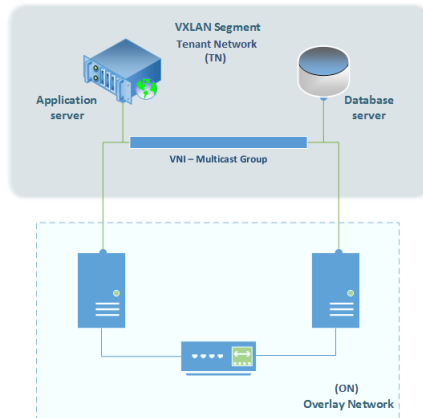 VXLAN Segment
Tenant Network
(TN)
Application
server
Database
server
VNI – Multicast Group
(ON)
Overlay Network